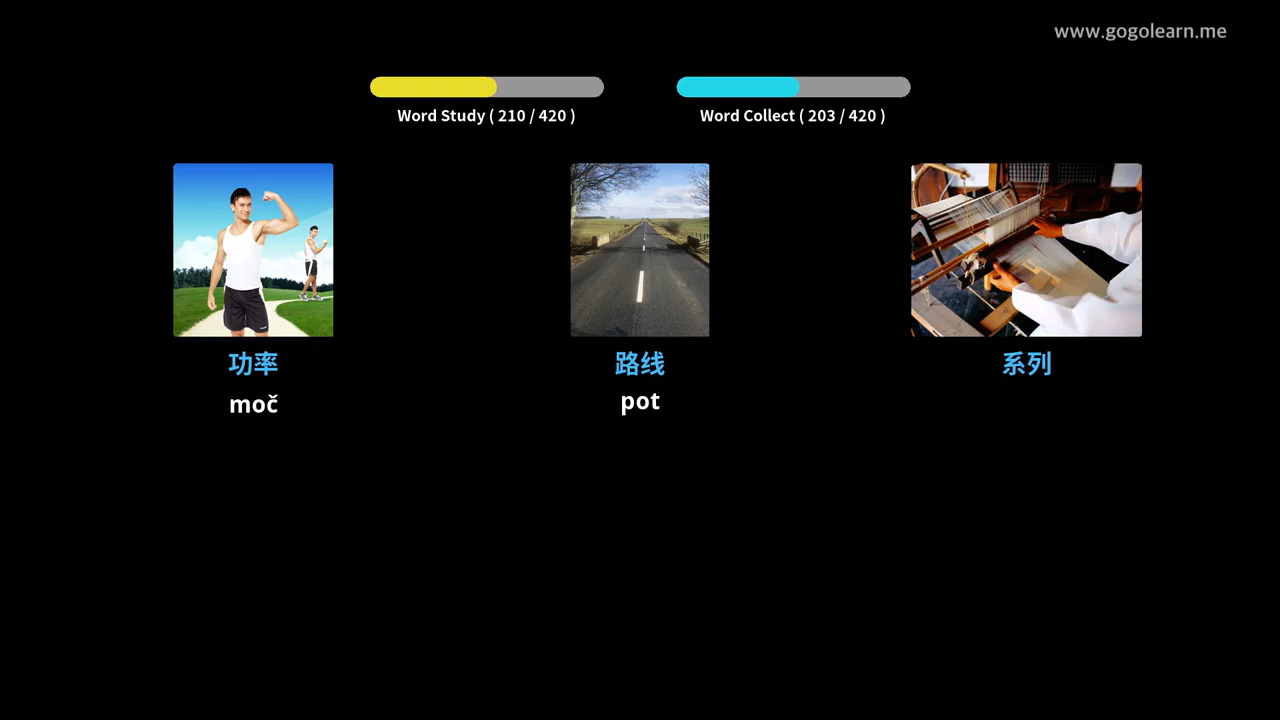 www.gogolearn.me
Word Study ( 210 / 420 )
Word Collect ( 203 / 420 )
功率
路线
系列
moč
pot